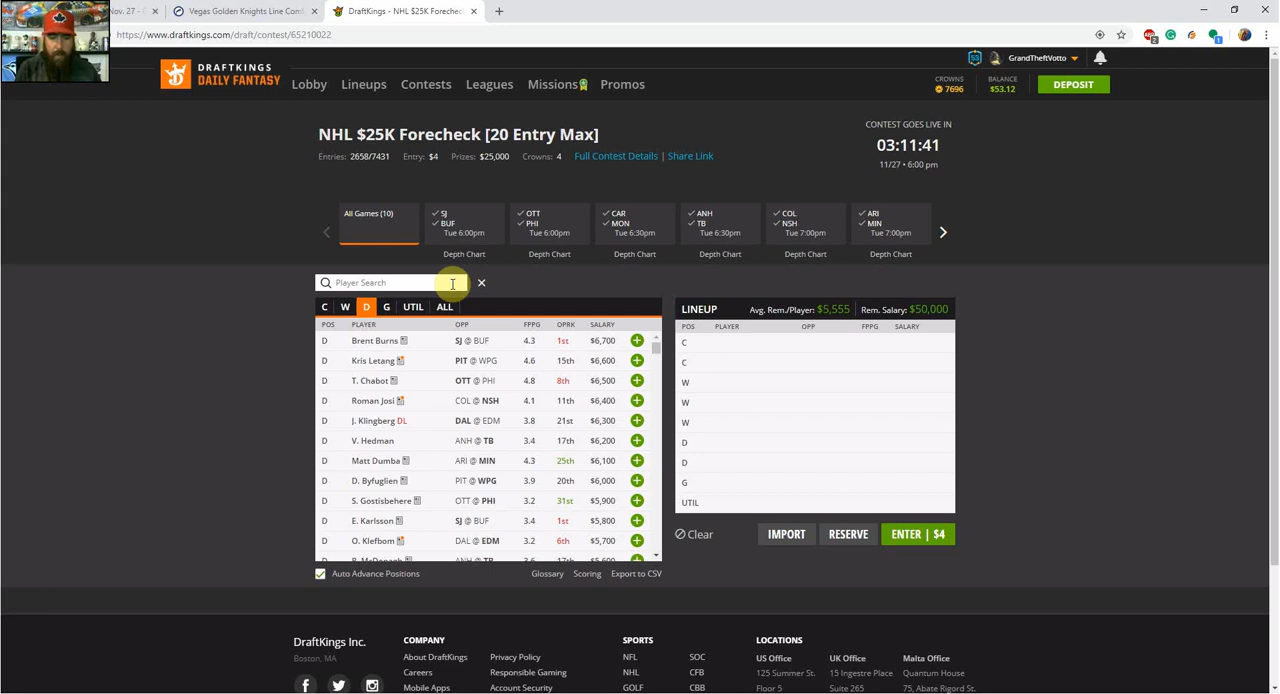 Nov. 27 - C
Vegas Golden Knights Line Comb
DraftKings - NHL $25K Forecheck
https://www.draftkings.com/draft/contest/65210022
DRAFTKINGS
DAILY FANTASY
Lobby Lineups Contests Leagues Missions Promos
53 GrandTheftVotto
CROWNS
7696
BALANCE
$53.12
DEPOSIT
NHL $25K Forecheck [20 Entry Max]
Entries: 2658/7431 Entry: $4 Prizes: $25,000 Crowns: 4 Full Contest Details | Share Link
CONTEST GOES LIVE IN
03:11:41
11/27 • 6:00 pm
All Games (10)
SJ
BUF
Tue 6:00pm
Depth Chart
OTT
PHI
Tue 6:00pm
Depth Chart
CAR
MON
Tue 6:30pm
Depth Chart
ANH
TB
Tue 6:30pm
Depth Chart
COL
NSH
Tue 7:00pm
Depth Chart
ARI
MIN
Tue 7:00pm
Depth Chart
Player Search
C W D G UTIL ALL
POS PLAYER OPP FPPG OPRK SALARY
D Brent Burns SJ @ BUF 4.3 1st $6,700
D Kris Letang PIT @ WPG 4.6 15th $6,600
D T. Chabot OTT @ PHI 4.8 8th $6,500
D Roman Josi COL @ NSH 4.1 11th $6,400
D J. Klingberg DL DAL @ EDM 3.8 21st $6,300
D V. Hedman ANH @ TB 3.4 17th $6,200
D Matt Dumba ARI @ MIN 4.3 25th $6,100
D D. Byfuglien PIT @ WPG 3.9 20th $6,000
D S. Gostisbehere OTT @ PHI 3.2 31st $5,900
D E. Karlsson SJ @ BUF 3.4 1st $5,800
D O. Klefbom DAL @ EDM 3.2 6th $5,700
LINEUP Avg. Rem./Player: $5,555 Rem. Salary: $50,000
POS PLAYER OPP FPPG SALARY
C
C
W
W
W
D
D
G
UTIL
Clear IMPORT RESERVE ENTER | $4
Auto Advance Positions Glossary Scoring Export to CSV
DraftKings Inc.
Boston, MA
COMPANY
About DraftKings
Careers
Mobile Apps
Privacy Policy
Responsible Gaming
Account Security
SPORTS
NFL
NHL
GOLF
SOC
CFB
CBB
LOCATIONS
US Office
125 Summer St.
Floor 5
UK Office
15 Ingestre Place
Suite 265
Malta Office
Quantum House
75, Abate Rigord St.